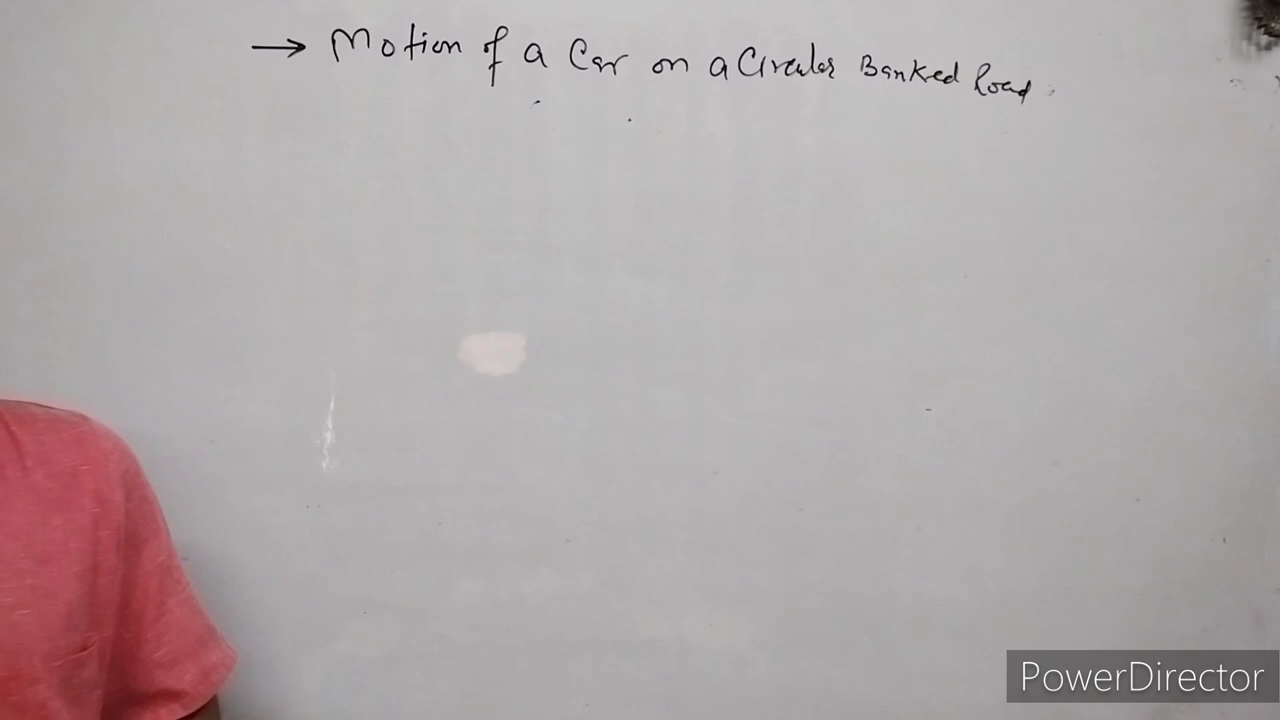 → Motion of a Car on a Circular Banked Road
PowerDirector